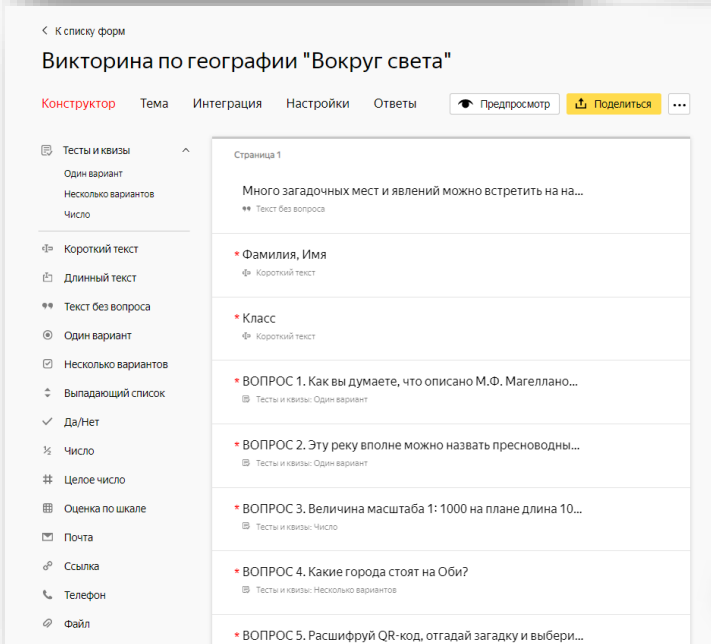 К списку форм
Викторина по географии "Вокруг света"
Конструктор Тема Интеграция Настройки Ответы Предпросмотр Поделиться ...
Тесты и квизы
Один вариант
Несколько вариантов
Число
Короткий текст
Длинный текст
Текст без вопроса
Один вариант
Несколько вариантов
Выпадающий список
Да/Нет
Число
Целое число
Оценка по шкале
Почта
Ссылка
Телефон
Файл
Страница 1
Много загадочных мест и явлений можно встретить на на...
Текст без вопроса
* Фамилия, Имя
Короткий текст
* Класс
Короткий текст
* ВОПРОС 1. Как вы думаете, что описано М.Ф. Магеллано...
Тесты и квизы: Один вариант
* ВОПРОС 2. Эту реку вполне можно назвать пресноводны...
Тесты и квизы: Один вариант
* ВОПРОС 3. Величина масштаба 1: 1000 на плане длина 10...
Тесты и квизы: Число
* ВОПРОС 4. Какие города стоят на Оби?
Тесты и квизы: Несколько вариантов
* ВОПРОС 5. Расшифруй QR-код, отгадай загадку и выбери...